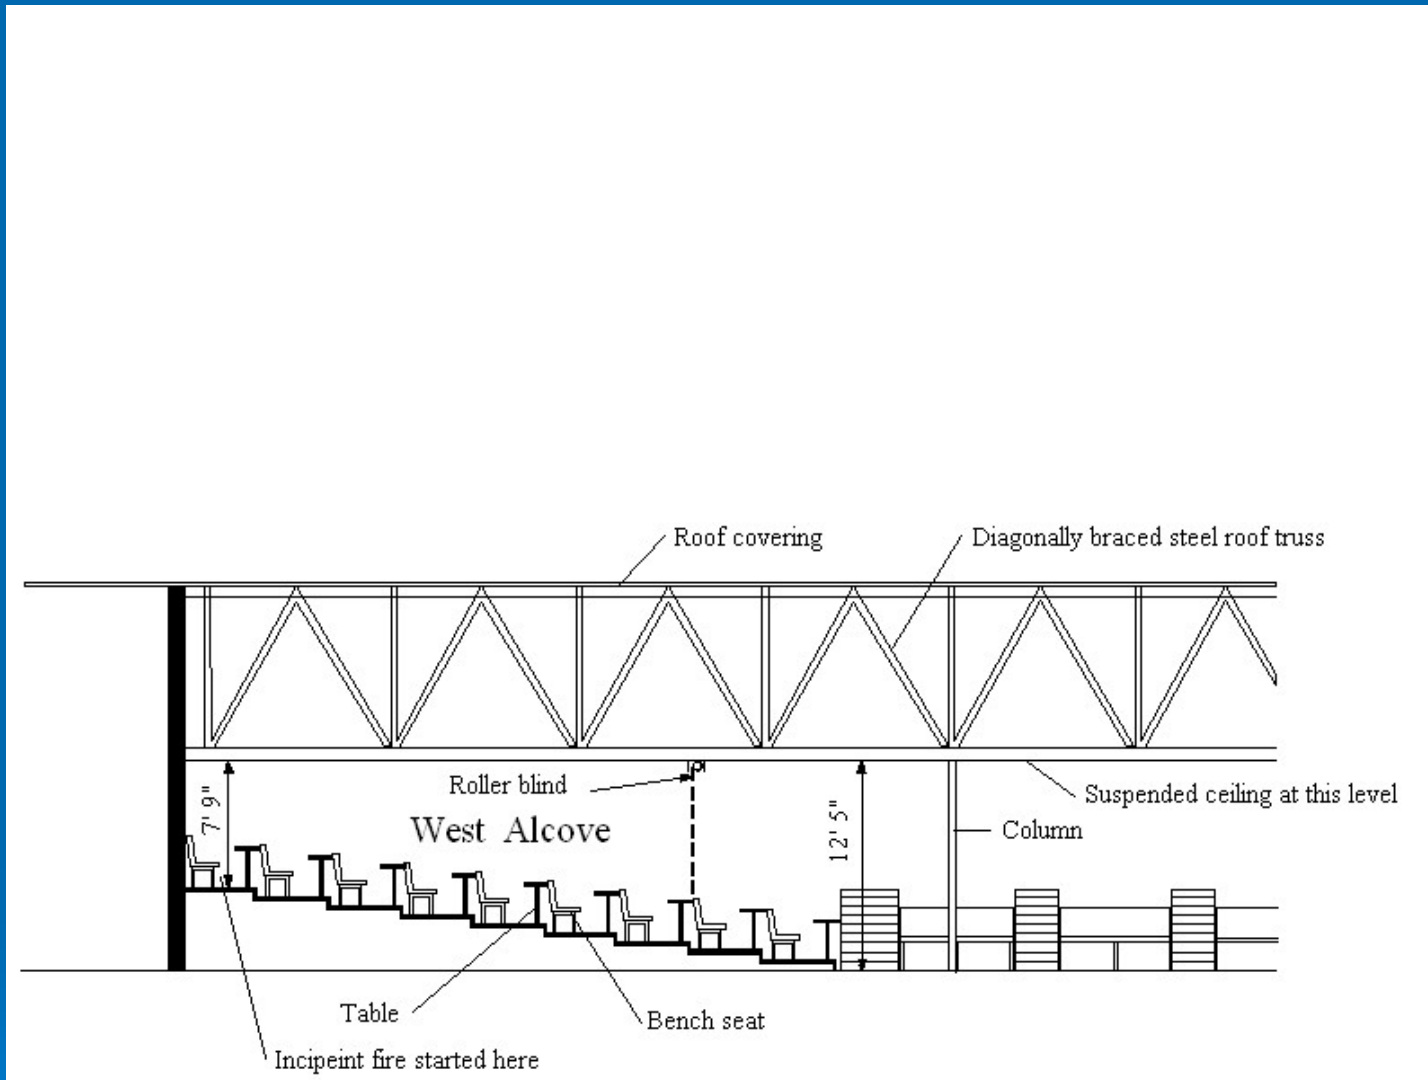 Roof covering
Diagonally braced steel roof truss
Roller blind
Suspended ceiling at this level
7' 9"
West Alcove
12' 5"
Column
Table
Bench seat
Incipeint fire started here